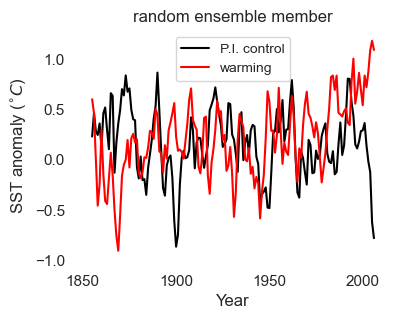 random ensemble member
P.I. control
warming
SST anomaly (°C)
1.0
0.5
0.0
−0.5
−1.0
1850
1900
1950
2000
Year